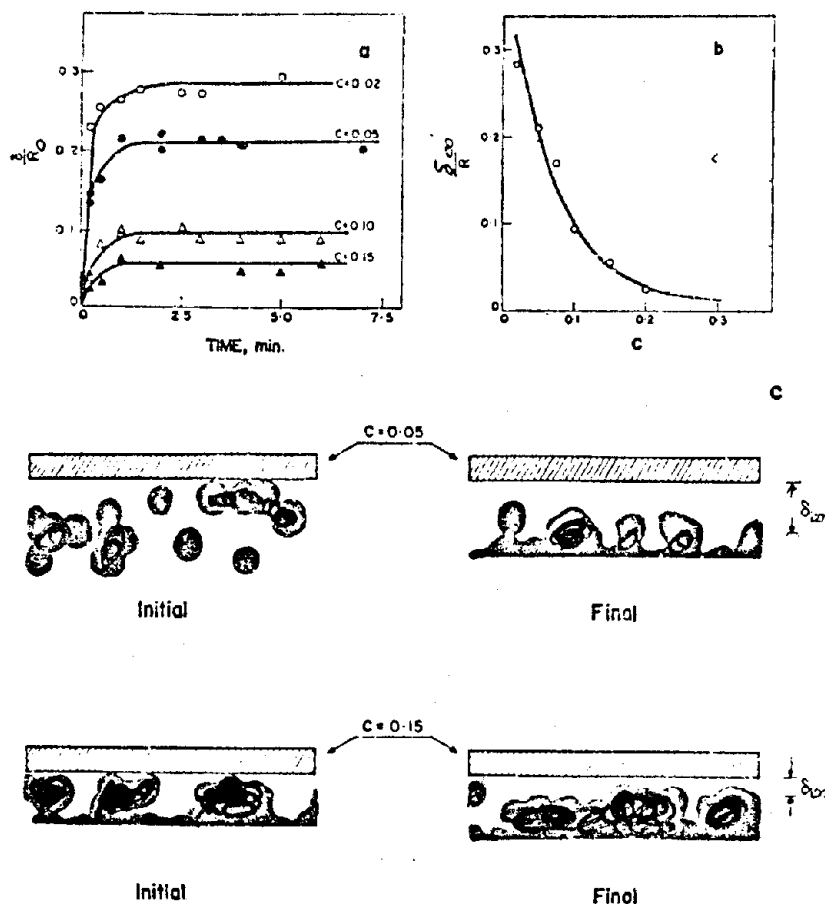 a
0.3
0.2
0.1
0
C=0.02
C=0.05
C=0.10
C=0.15
0
2.5
5.0
7.5
TIME, min.
b
0.3
0.2
0.1
0
δ∞
R
0
0.1
0.2
0.3
C
c
C = 0.05
δ∞
Initial
Final
C = 0.15
δ∞
Initial
Final